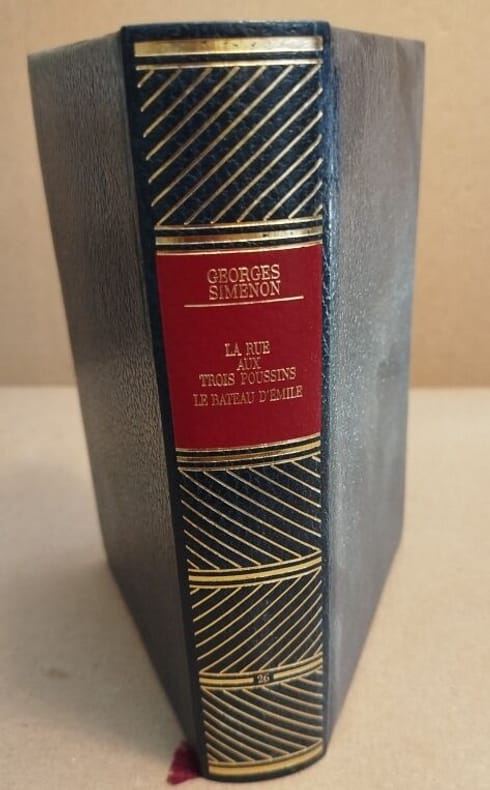 GEORGES
SIMENON
LA RUE
AUX
TROIS POUSSINS
LE BATEAU D'ÉMILE
26